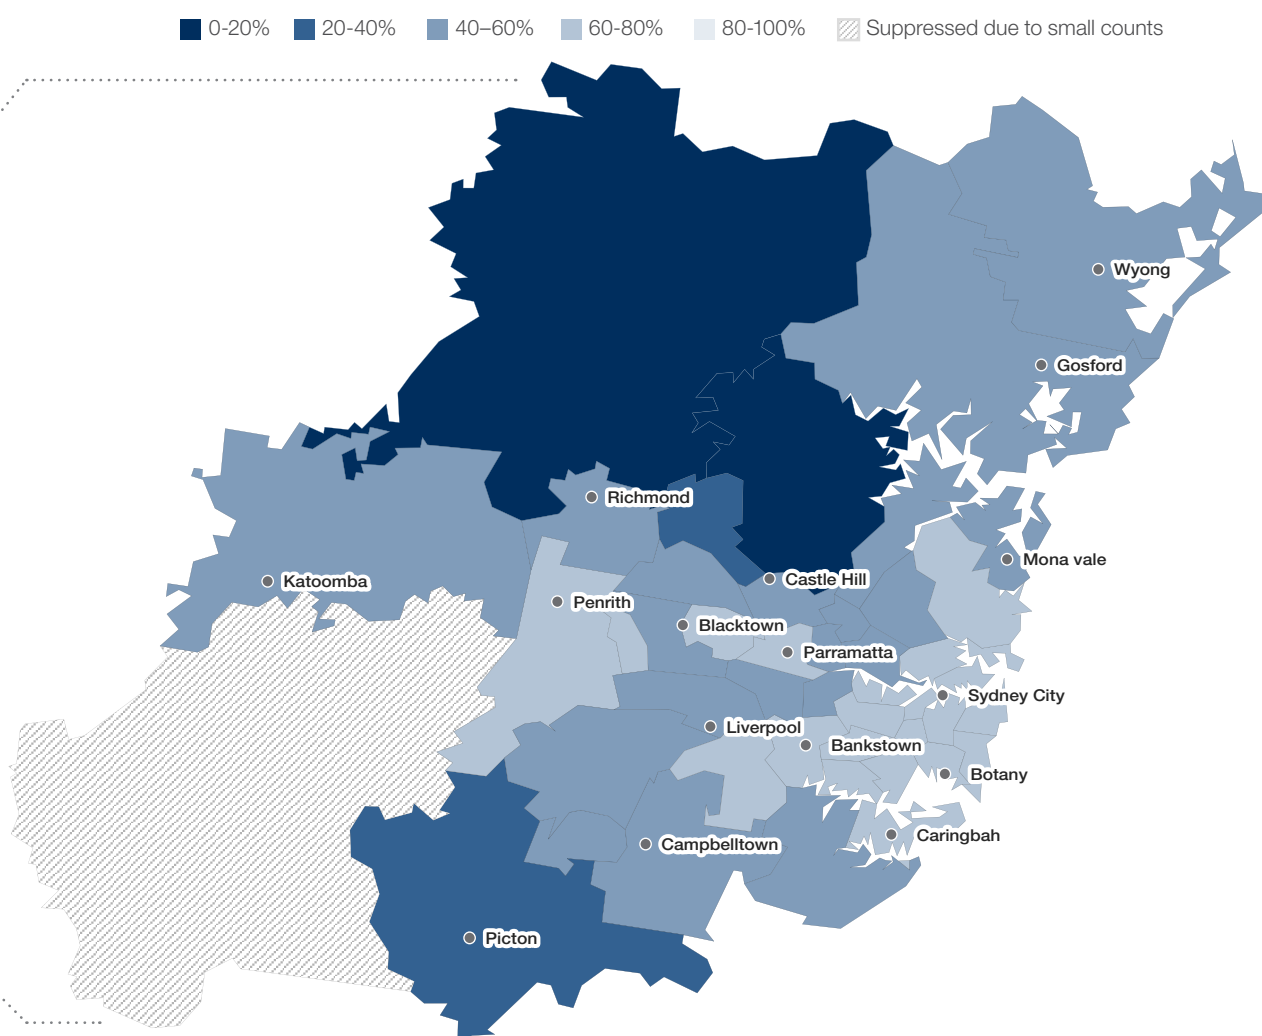 0-20% 20-40% 40–60% 60-80% 80-100% Suppressed due to small counts
Wyong
Gosford
Richmond
Mona vale
Katoomba
Castle Hill
Penrith
Blacktown
Parramatta
Sydney City
Liverpool
Bankstown
Botany
Caringbah
Campbelltown
Picton